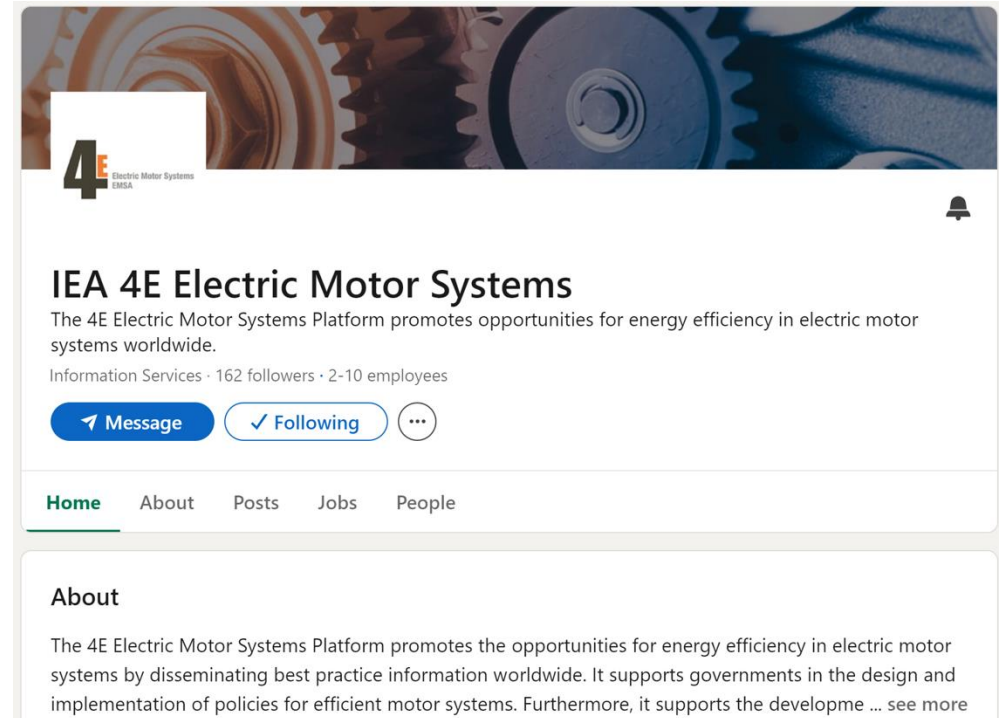 4E
Electric Motor Systems
EMSA
IEA 4E Electric Motor Systems
The 4E Electric Motor Systems Platform promotes opportunities for energy efficiency in electric motor
systems worldwide.
Information Services · 162 followers · 2-10 employees
Message Following ···
Home About Posts Jobs People
About
The 4E Electric Motor Systems Platform promotes the opportunities for energy efficiency in electric motor
systems by disseminating best practice information worldwide. It supports governments in the design and
implementation of policies for efficient motor systems. Furthermore, it supports the developme ... see more